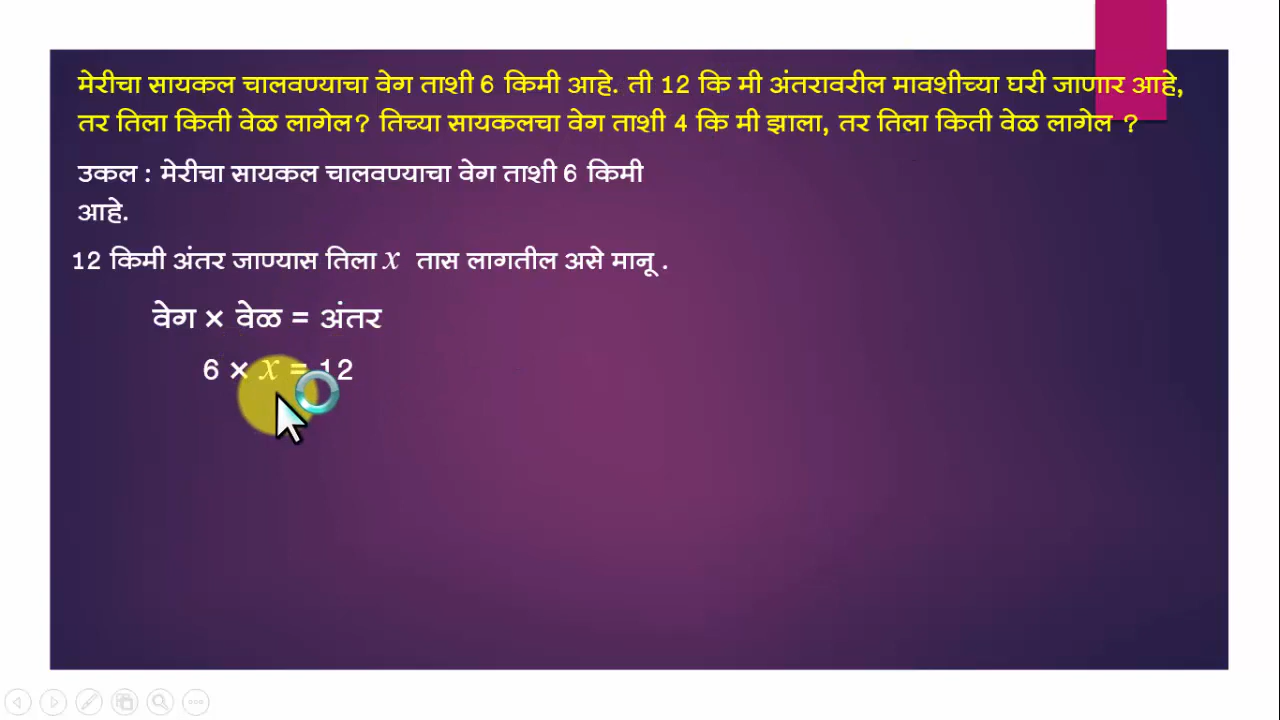 मेरीचा सायकल चालवण्याचा वेग ताशी 6 किमी आहे. ती 12 कि मी अंतरावरील मावशीच्या घरी जाणार आहे,
तर तिला किती वेळ लागेल? तिच्या सायकलचा वेग ताशी 4 कि मी झाला, तर तिला किती वेळ लागेल ?
उकल : मेरीचा सायकल चालवण्याचा वेग ताशी 6 किमी
आहे.
12 किमी अंतर जाण्यास तिला x तास लागतील असे मानू .
वेग × वेळ = अंतर
6 × x = 12